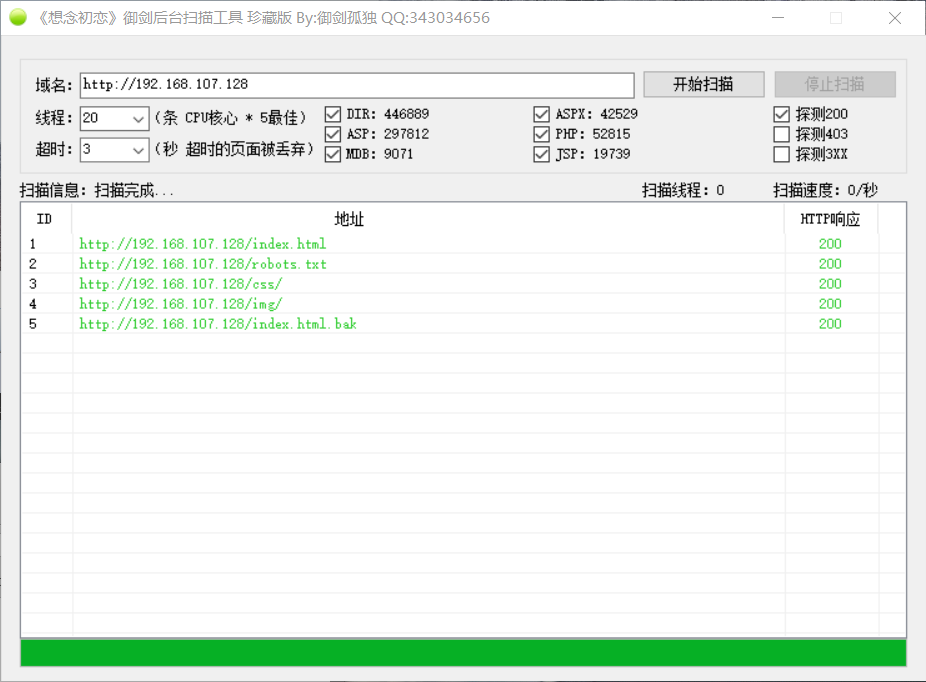 《想念初恋》御剑后台扫描工具 珍藏版 By:御剑孤独 QQ:343034656
域名: http://192.168.107.128 开始扫描 停止扫描
线程: 20 (条 CPU核心 * 5最佳) DIR: 446889 ASPX: 42529 探测200
ASP: 297812 PHP: 52815 探测403
超时: 3 (秒 超时的页面被丢弃) MDB: 9071 JSP: 19739 探测3XX
扫描信息: 扫描完成... 扫描线程: 0 扫描速度: 0/秒
ID 地址 HTTP响应
1 http://192.168.107.128/index.html 200
2 http://192.168.107.128/robots.txt 200
3 http://192.168.107.128/css/ 200
4 http://192.168.107.128/img/ 200
5 http://192.168.107.128/index.html.bak 200